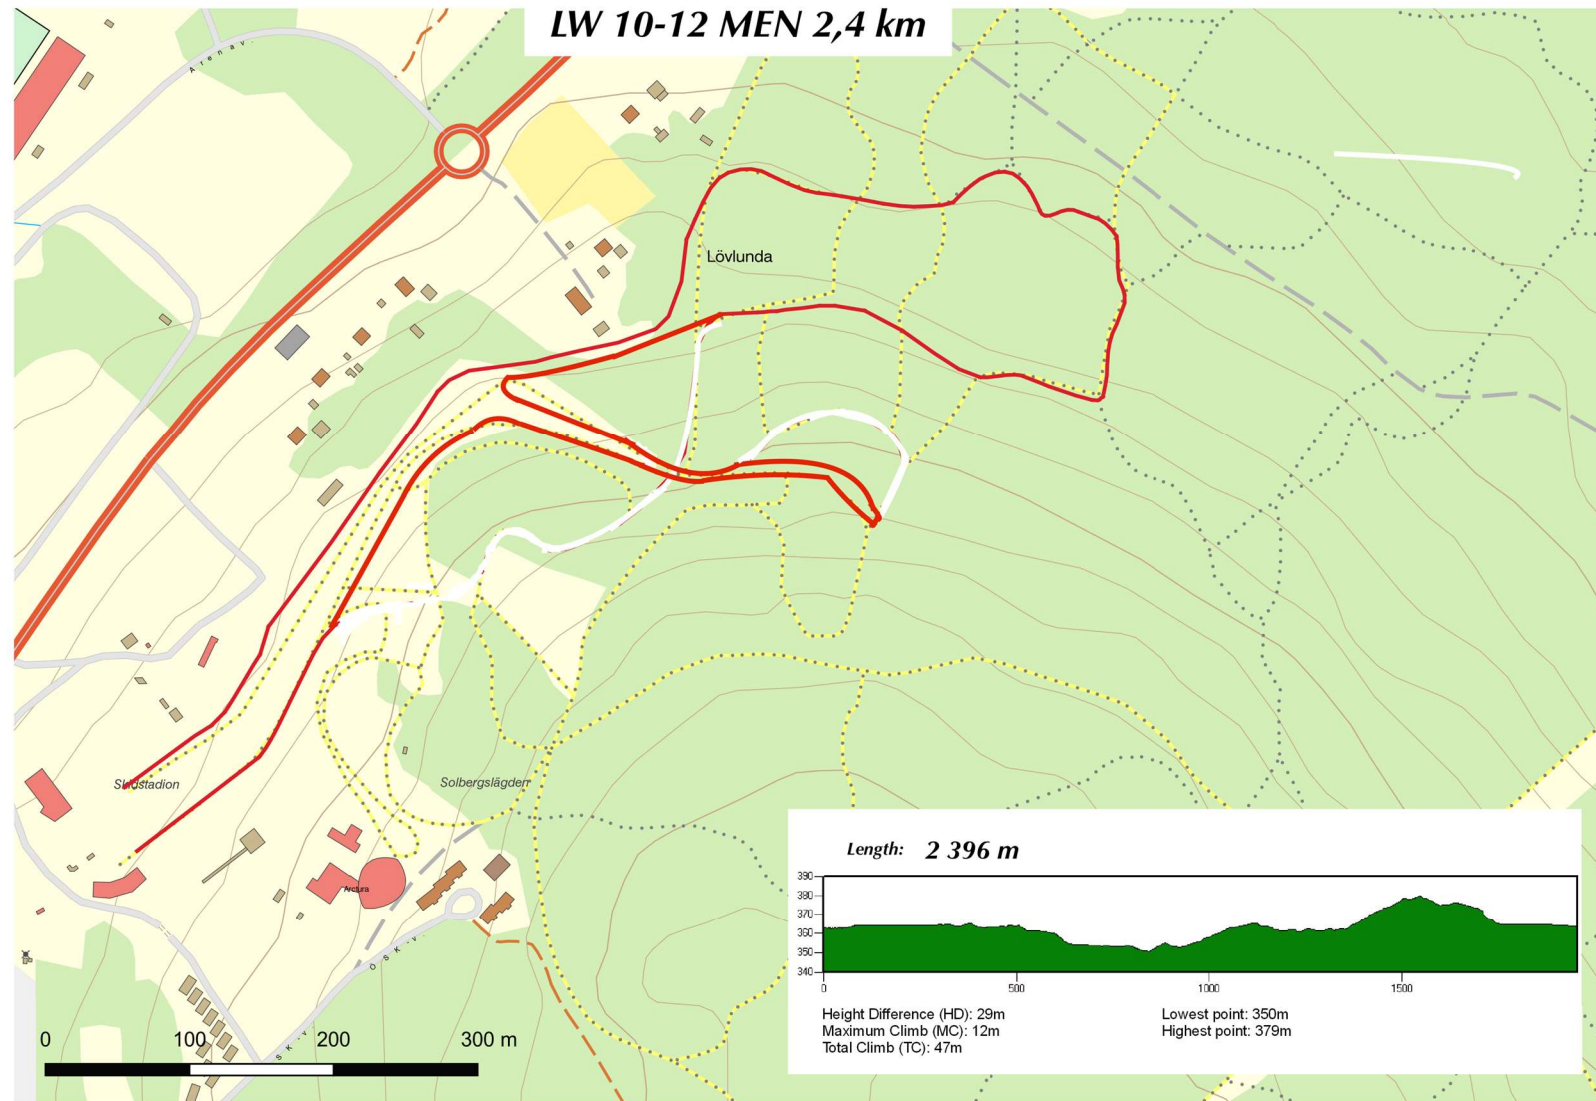 LW 10-12 MEN 2,4 km
Arenav.
Lövlunda
Skidstadion
Solbergslägden
Arctura
Ö S K - v .
S K - v
0 100 200 300 m
Length: 2 396 m
390
380
370
360
350
340
0 500 1000 1500
Height Difference (HD): 29m
Maximum Climb (MC): 12m
Total Climb (TC): 47m
Lowest point: 350m
Highest point: 379m